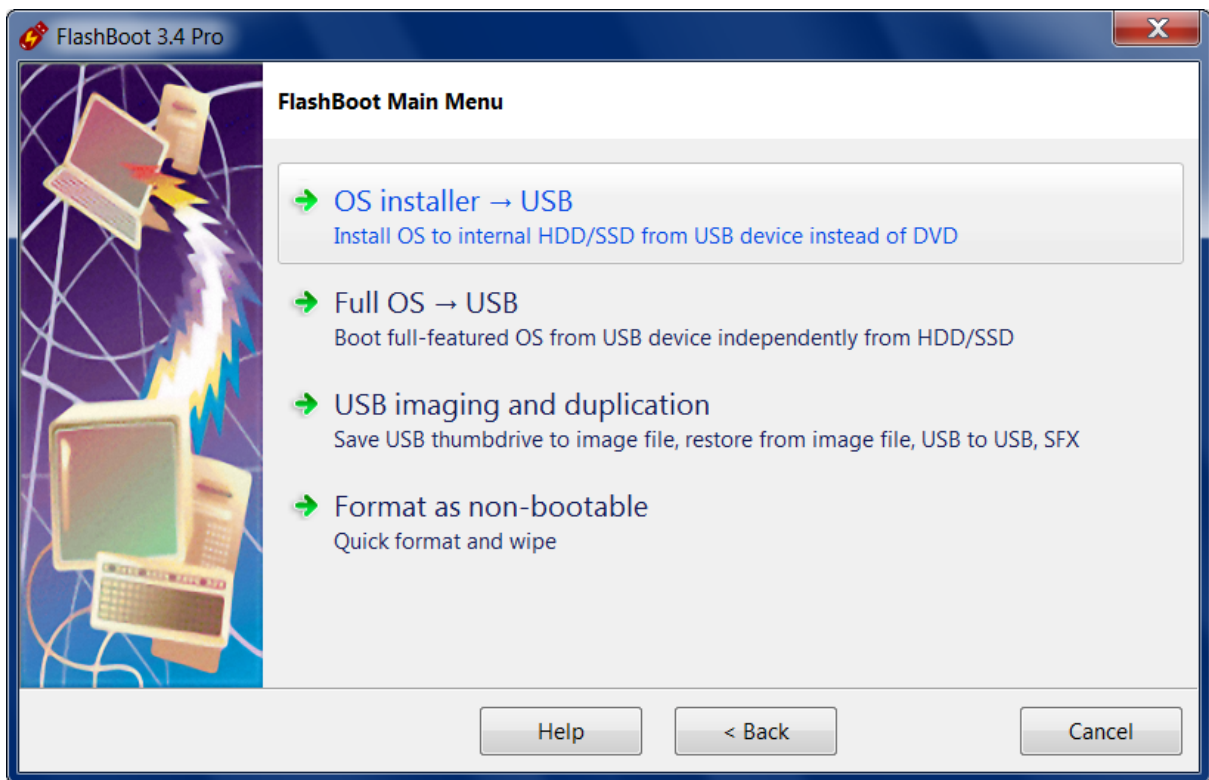 FlashBoot 3.4 Pro
FlashBoot Main Menu
OS installer → USB
Install OS to internal HDD/SSD from USB device instead of DVD
Full OS → USB
Boot full-featured OS from USB device independently from HDD/SSD
USB imaging and duplication
Save USB thumbdrive to image file, restore from image file, USB to USB, SFX
Format as non-bootable
Quick format and wipe
Help
< Back
Cancel